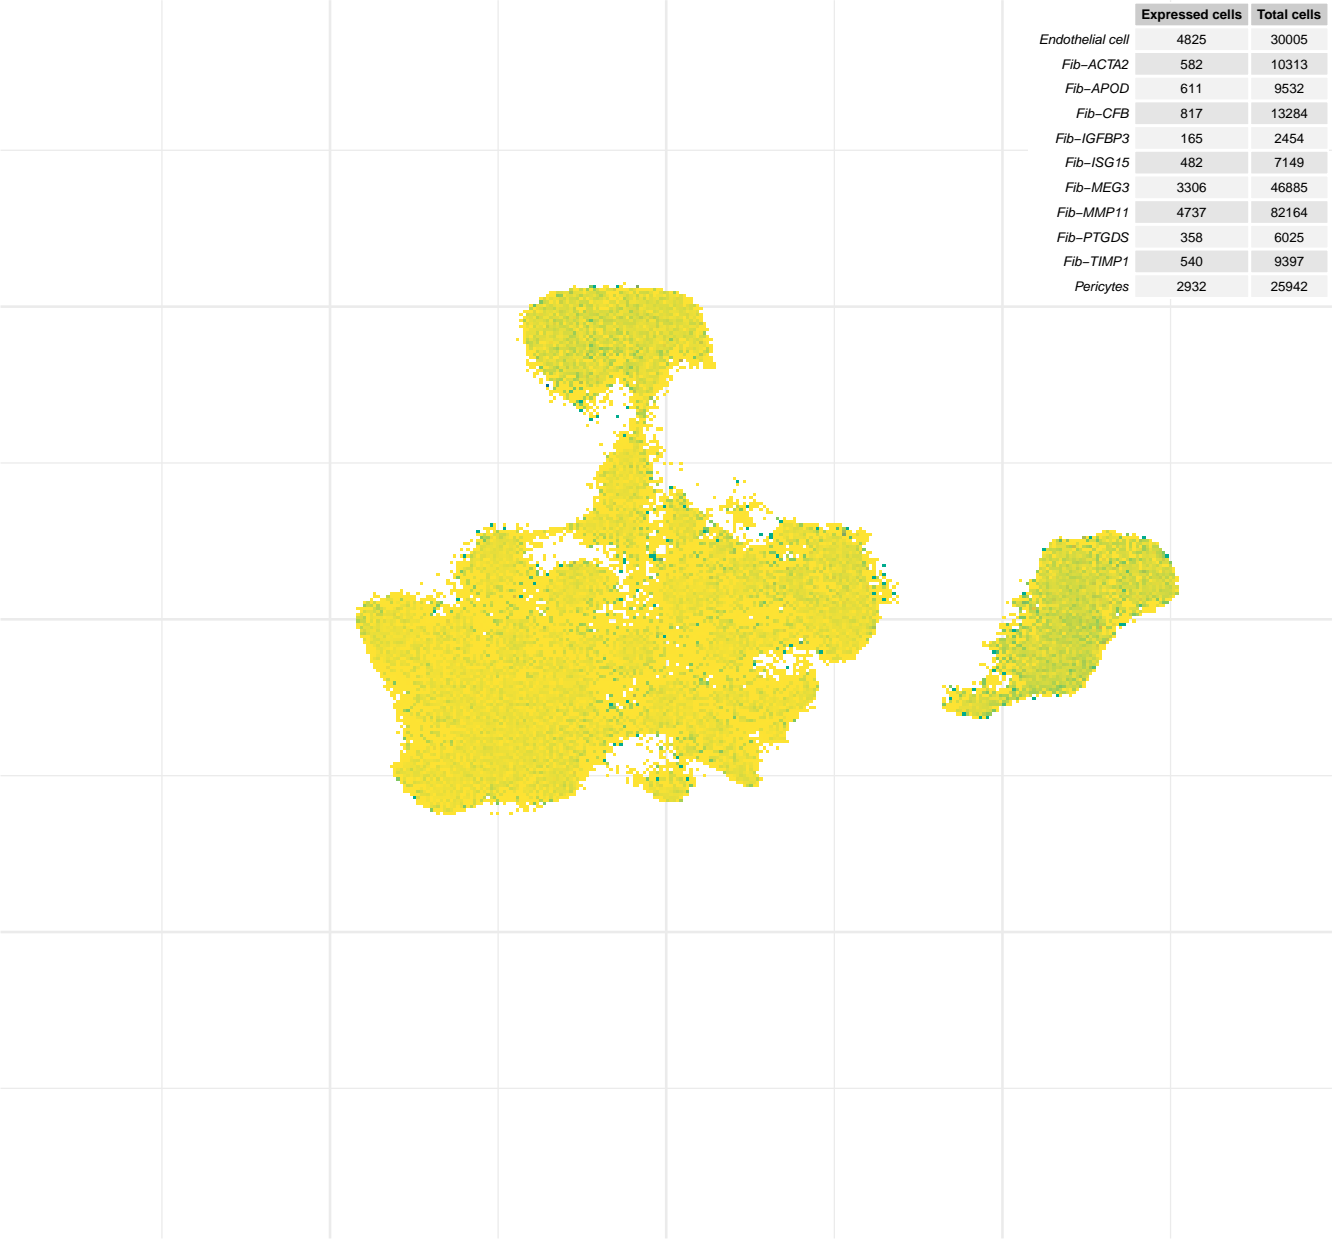 Expressed cells Total cells
Endothelial cell 4825 30005
Fib−ACTA2 582 10313
Fib−APOD 611 9532
Fib−CFB 817 13284
Fib−IGFBP3 165 2454
Fib−ISG15 482 7149
Fib−MEG3 3306 46885
Fib−MMP11 4737 82164
Fib−PTGDS 358 6025
Fib−TIMP1 540 9397
Pericytes 2932 25942